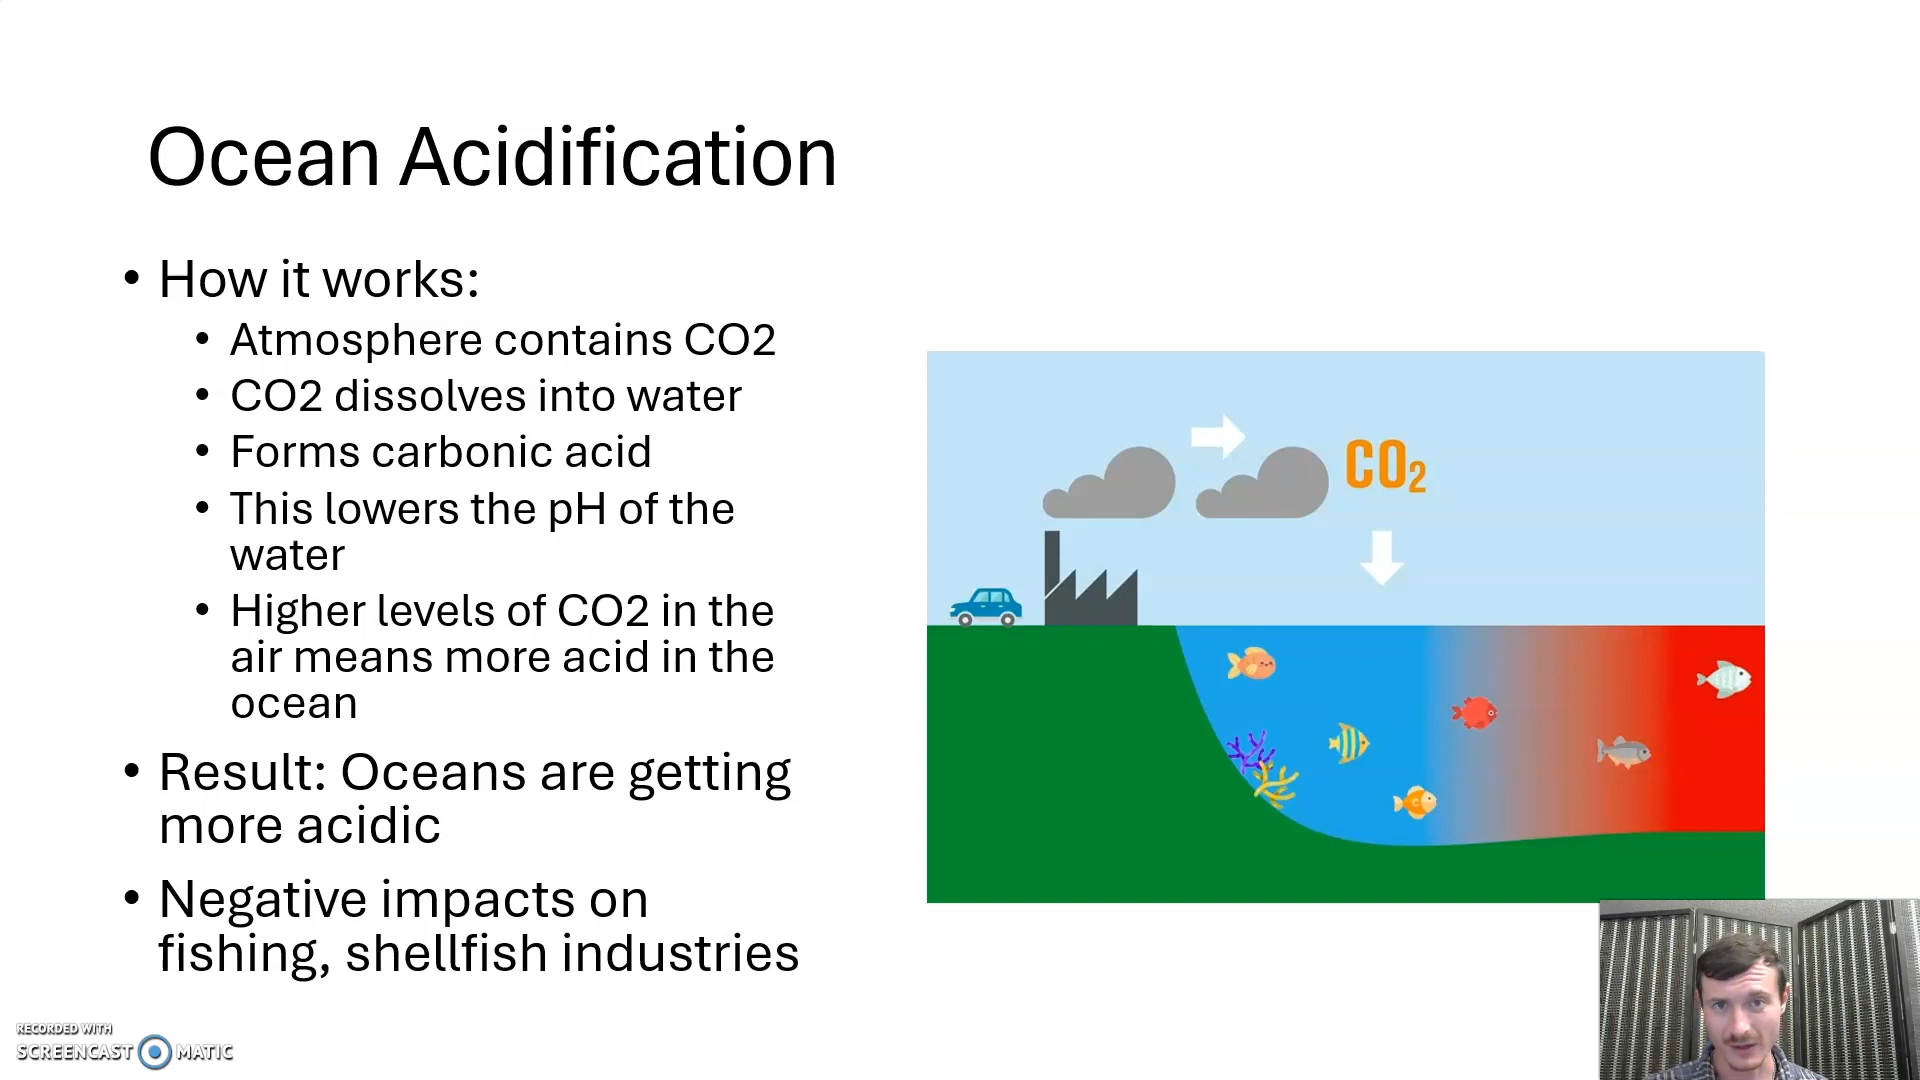 Ocean Acidification
• How it works:
• Atmosphere contains CO2
• CO2 dissolves into water
• Forms carbonic acid
• This lowers the pH of the
water
• Higher levels of CO2 in the
air means more acid in the
ocean
• Result: Oceans are getting
more acidic
• Negative impacts on
fishing, shellfish industries
CO₂
RECORDED WITH
SCREENCAST MATIC